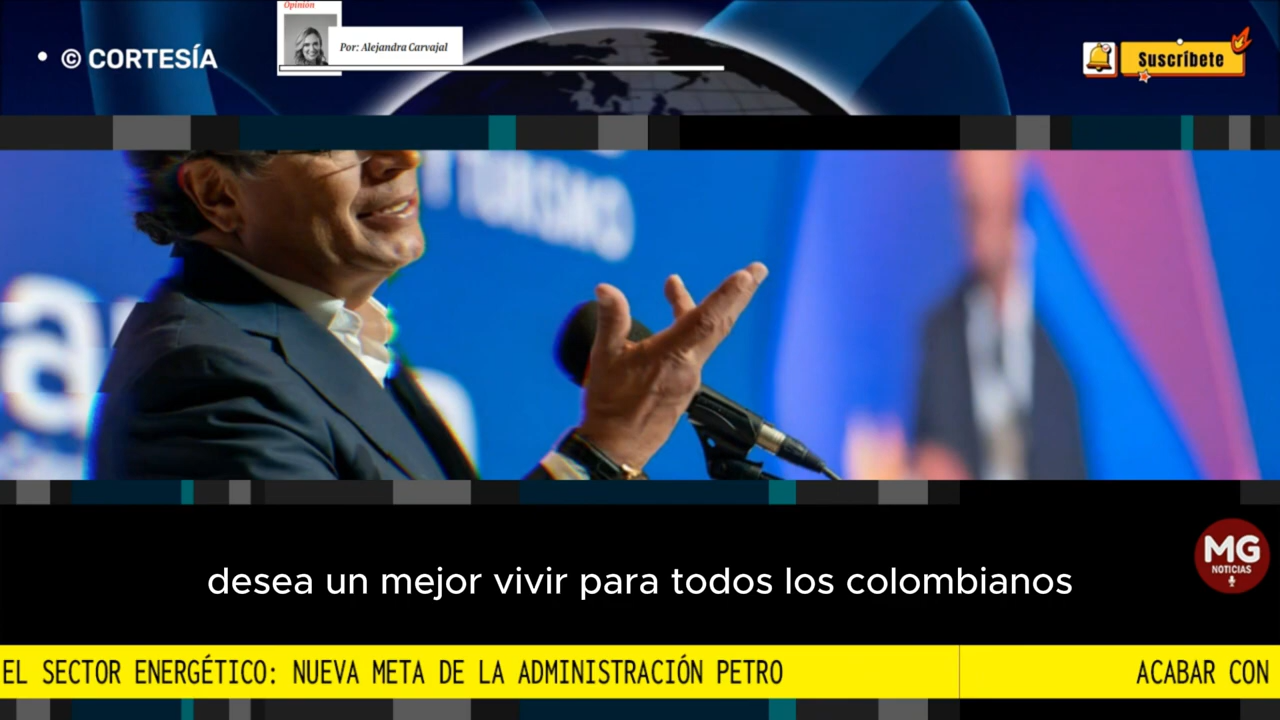 Opinión
Por: Alejandra Carvajal
• © CORTESÍA
Suscríbete
MG
NOTICIAS
desea un mejor vivir para todos los colombianos
EL SECTOR ENERGÉTICO: NUEVA META DE LA ADMINISTRACIÓN PETRO
ACABAR CON